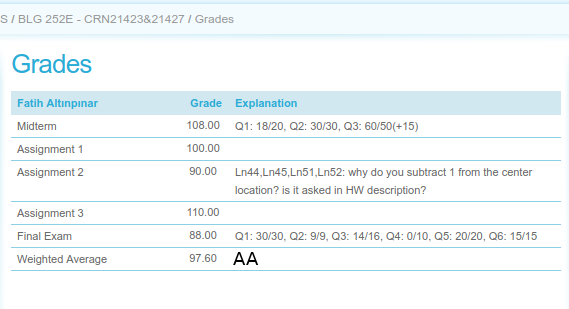 S / BLG 252E - CRN21423&21427 / Grades
Grades
Fatih Altınpınar Grade Explanation
Midterm 108.00 Q1: 18/20, Q2: 30/30, Q3: 60/50(+15)
Assignment 1 100.00
Assignment 2 90.00 Ln44,Ln45,Ln51,Ln52: why do you subtract 1 from the center
location? is it asked in HW description?
Assignment 3 110.00
Final Exam 88.00 Q1: 30/30, Q2: 9/9, Q3: 14/16, Q4: 0/10, Q5: 20/20, Q6: 15/15
Weighted Average 97.60 AA